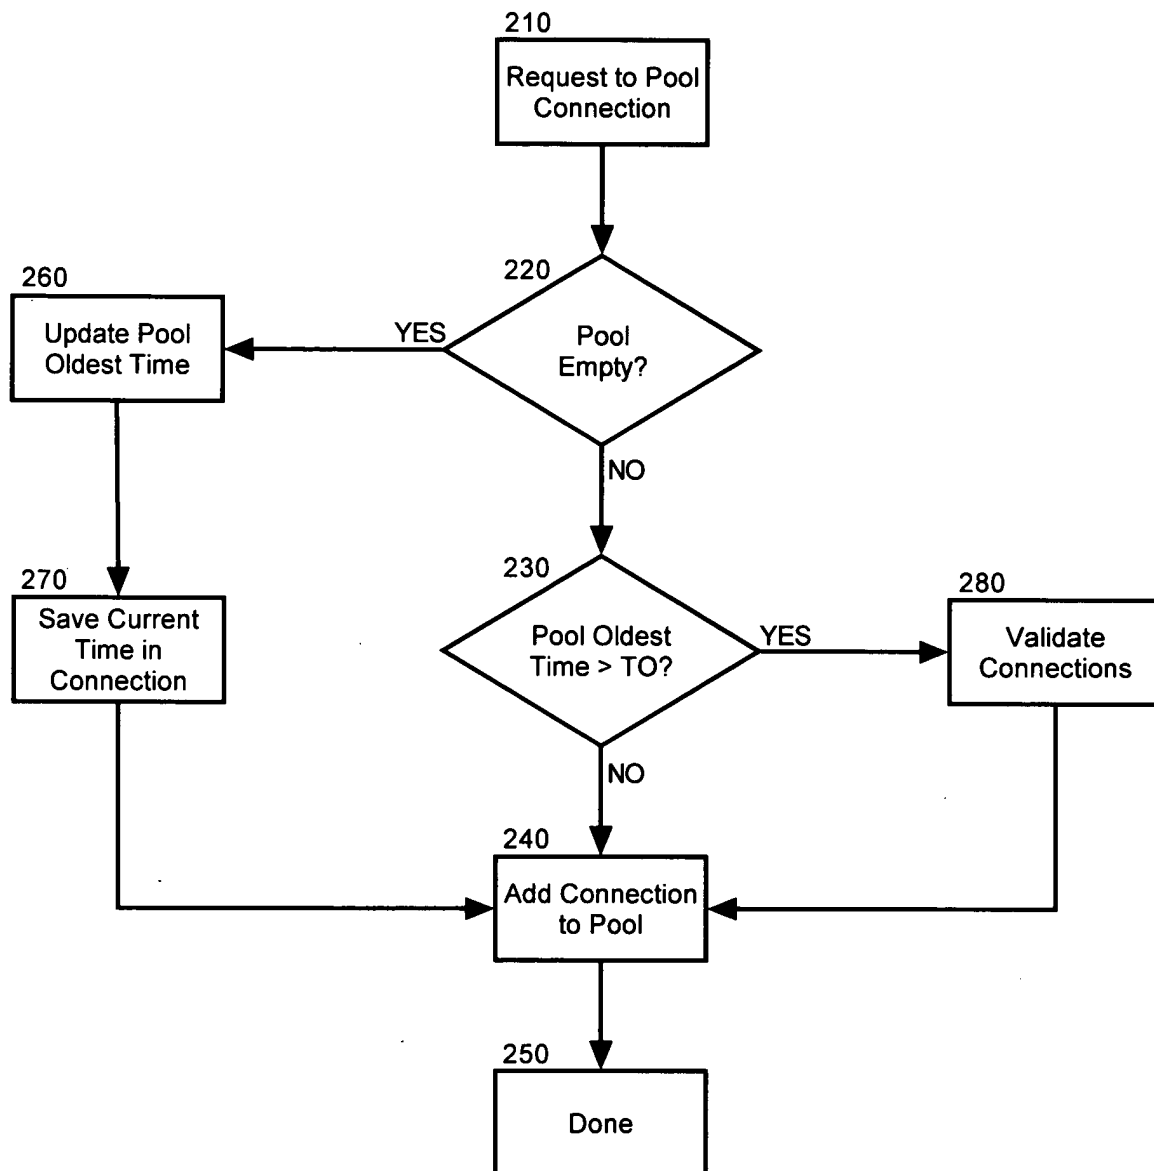 210
Request to Pool
Connection
260
Update Pool
Oldest Time
YES
220
Pool
Empty?
NO
270
Save Current
Time in
Connection
230
Pool Oldest
Time > TO?
YES
280
Validate
Connections
NO
240
Add Connection
to Pool
250
Done